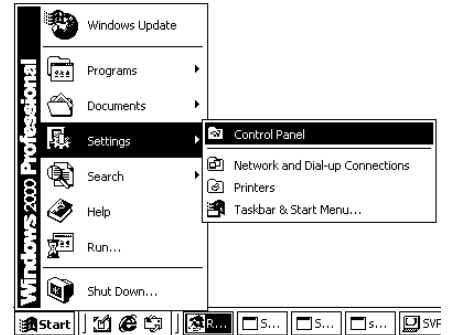 Windows 2000 Professional
Windows Update
Programs
Documents
Settings
Search
Help
Run...
Shut Down...
Control Panel
Network and Dial-up Connections
Printers
Taskbar & Start Menu...
Start
R...
S...
S...
s...
SVP